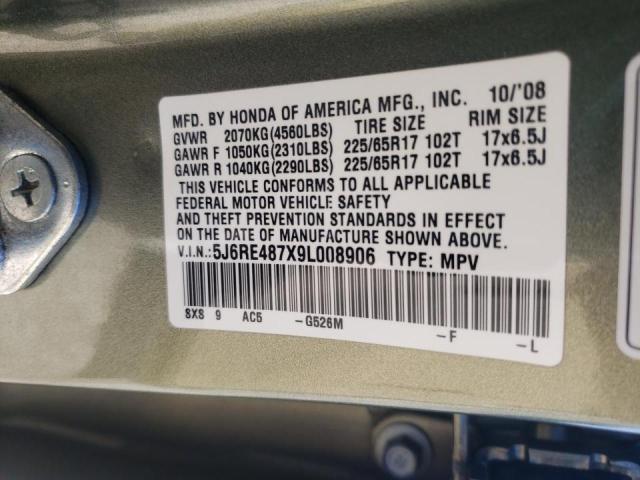 MFD. BY HONDA OF AMERICA MFG., INC. 10/'08
GVWR 2070KG(4560LBS) TIRE SIZE RIM SIZE
GAWR F 1050KG(2310LBS) 225/65R17 102T 17x6.5J
GAWR R 1040KG(2290LBS) 225/65R17 102T 17x6.5J
THIS VEHICLE CONFORMS TO ALL APPLICABLE
FEDERAL MOTOR VEHICLE SAFETY
AND THEFT PREVENTION STANDARDS IN EFFECT
ON THE DATE OF MANUFACTURE SHOWN ABOVE.
V.I.N.:5J6RE487X9L008906 TYPE: MPV
SXS 9 AC5 -G526M -F -L